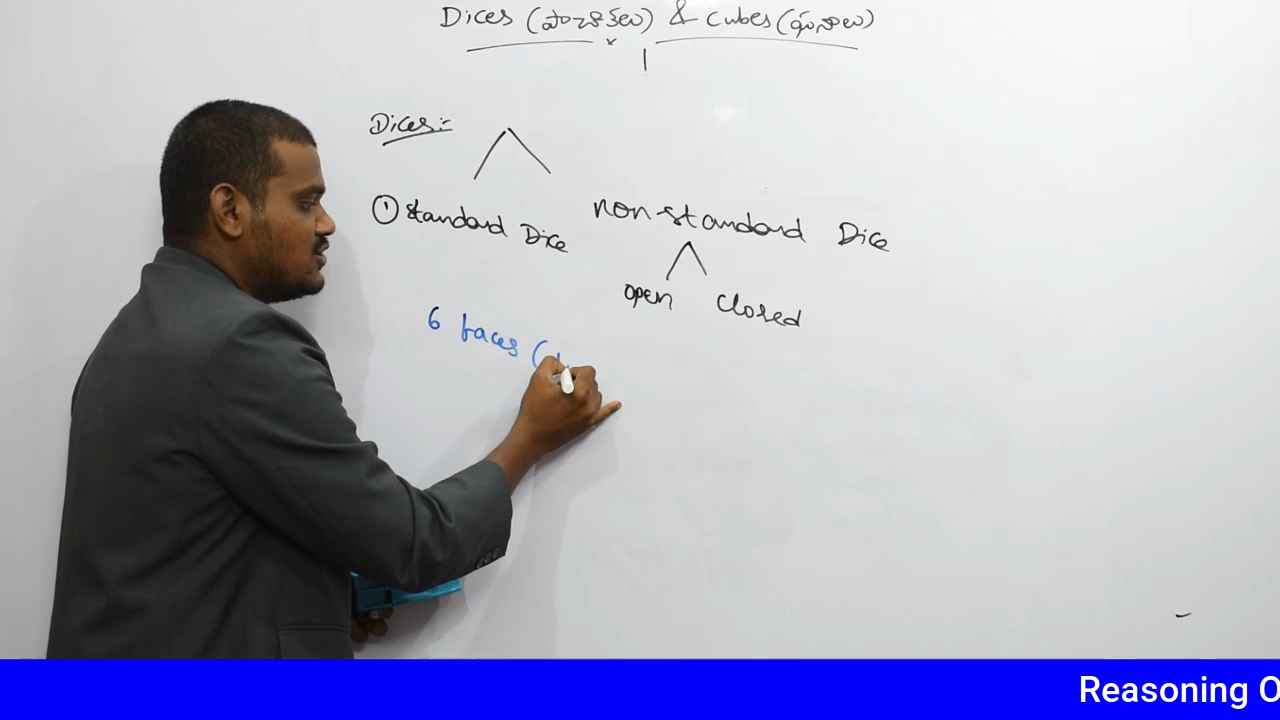 Dices (పాచికలు) & Cubes (ఘనాలు)
Dices:-
① Standard Dice
non-standard Dice
open closed
6 faces (
Reasoning O